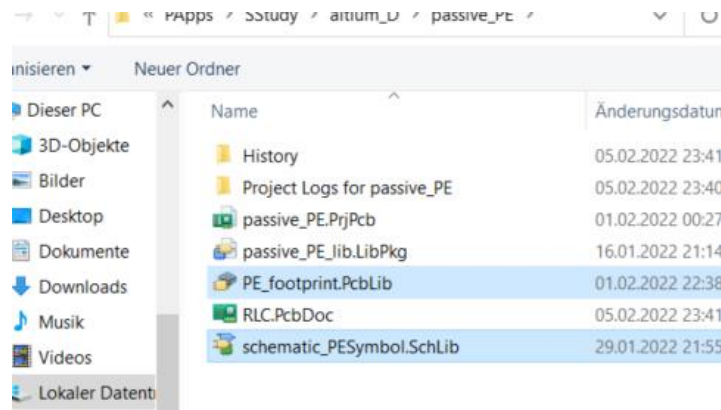 « PApps > SStudy > altium_D > passive_PE >
nisieren Neuer Ordner
Dieser PC Name Änderungsdatum
3D-Objekte History 05.02.2022 23:41
Bilder Project Logs for passive_PE 05.02.2022 23:40
Desktop passive_PE.PrjPcb 01.02.2022 00:27
Dokumente passive_PE_lib.LibPkg 16.01.2022 21:14
Downloads PE_footprint.PcbLib 01.02.2022 22:38
Musik RLC.PcbDoc 05.02.2022 23:41
Videos schematic_PESymbol.SchLib 29.01.2022 21:55
Lokaler Datent